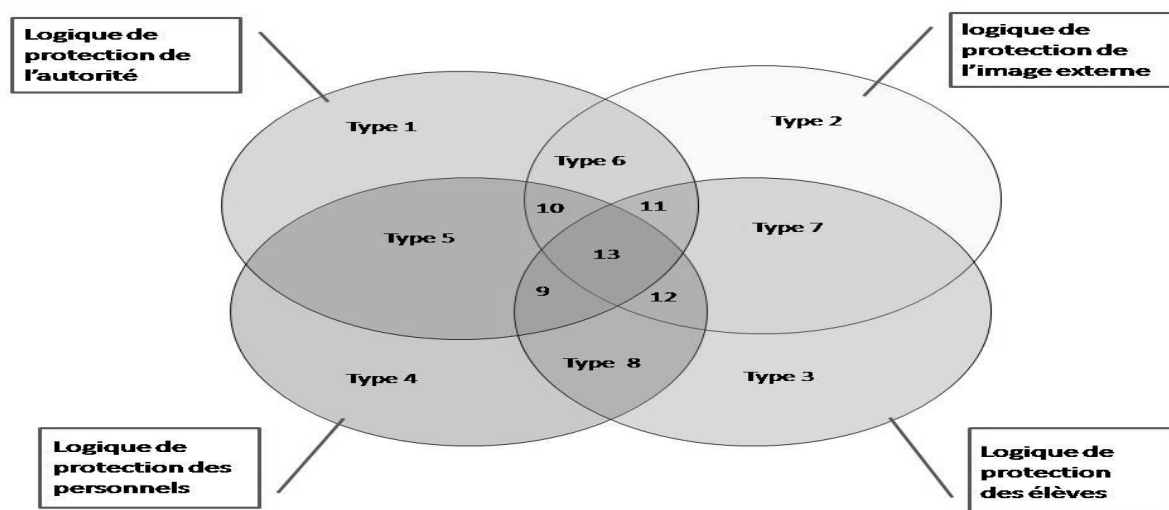 Logique de
protection de
l'autorité
logique de
protection de
l'image externe
Type 1
Type 2
Type 6
10
11
Type 5
Type 7
13
9
12
Type 8
Type 4
Type 3
Logique de
protection des
personnels
Logique de
protection
des élèves